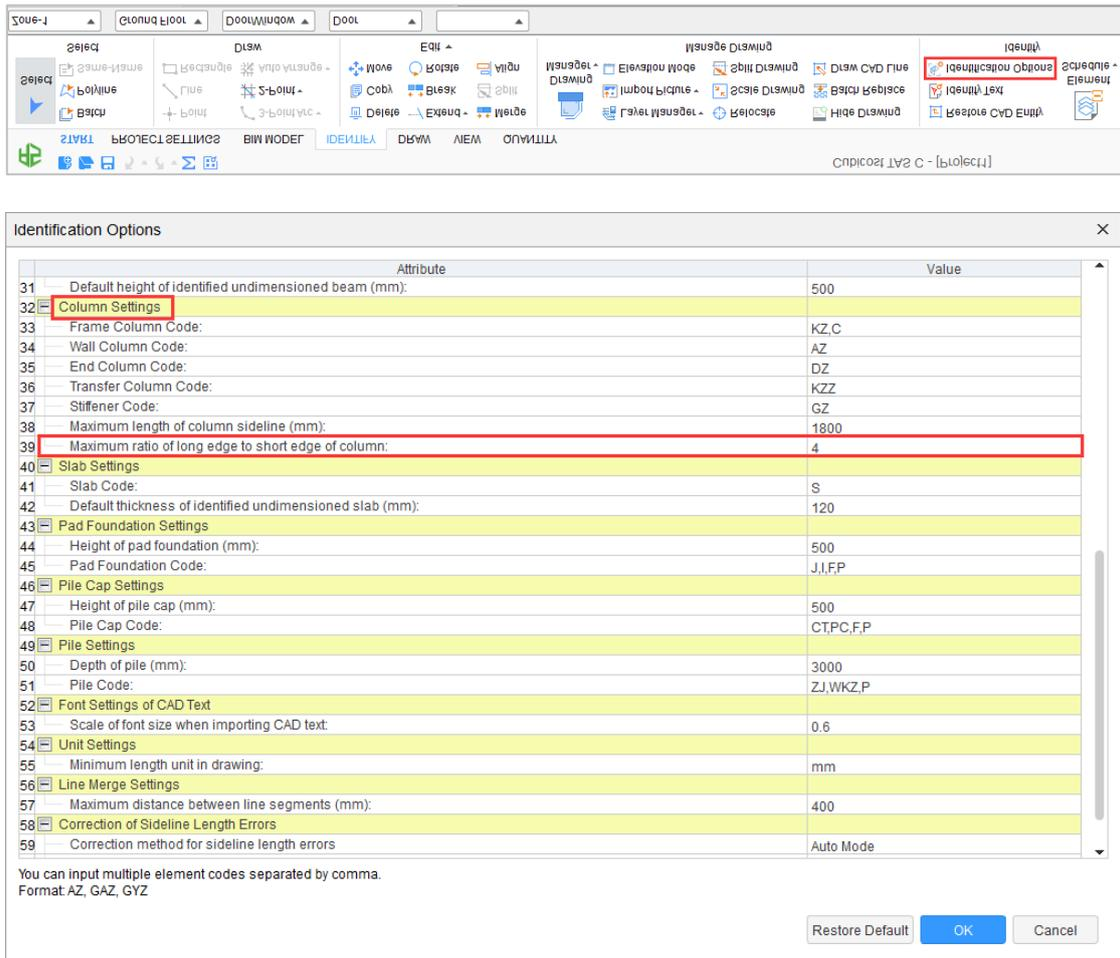 Cubicost TAS C - [Project1]
START PROJECT SETTINGS BIM MODEL IDENTIFY DRAW VIEW QUANTITY
Batch Point 3-PointArc Delete Extend Merge Layer Manager Relocate Hide Drawing Restore CAD Entity
Polyline Line 2-Point Copy Break Split Import Picture Scale Drawing Batch Replace Identify Text
Select Same-Name Rectangle Auto Arrange Move Rotate Align Drawing Manager Elevation Mode Split Drawing Draw CAD Line Identification Options Element Schedule
Select Draw Edit Manage Drawing Identify
Zone-1 Ground Floor DoorWindow Door
Identification Options
Attribute Value
31 Default height of identified undimensioned beam (mm): 500
32 Column Settings
33 Frame Column Code: KZ,C
34 Wall Column Code: AZ
35 End Column Code: DZ
36 Transfer Column Code: KZZ
37 Stiffener Code: GZ
38 Maximum length of column sideline (mm): 1800
39 Maximum ratio of long edge to short edge of column: 4
40 Slab Settings
41 Slab Code: S
42 Default thickness of identified undimensioned slab (mm): 120
43 Pad Foundation Settings
44 Height of pad foundation (mm): 500
45 Pad Foundation Code: J,I,F,P
46 Pile Cap Settings
47 Height of pile cap (mm): 500
48 Pile Cap Code: CT,PC,F,P
49 Pile Settings
50 Depth of pile (mm): 3000
51 Pile Code: ZJ,WKZ,P
52 Font Settings of CAD Text
53 Scale of font size when importing CAD text: 0.6
54 Unit Settings
55 Minimum length unit in drawing: mm
56 Line Merge Settings
57 Maximum distance between line segments (mm): 400
58 Correction of Sideline Length Errors
59 Correction method for sideline length errors Auto Mode
You can input multiple element codes separated by comma.
Format: AZ, GAZ, GYZ
Restore Default OK Cancel